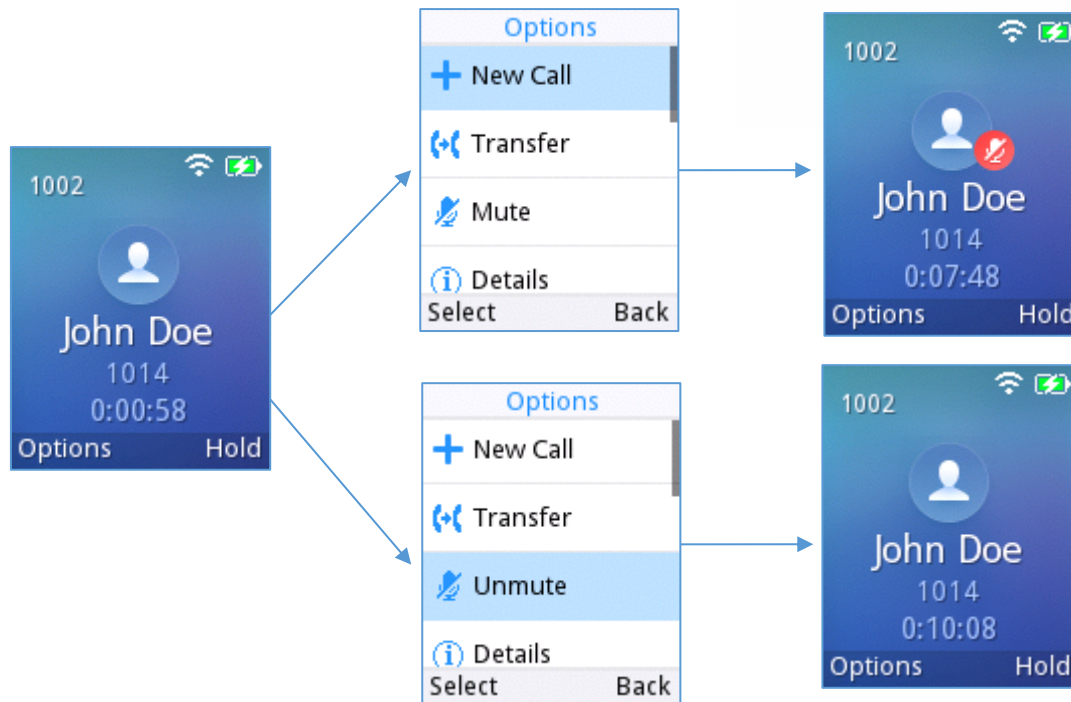 1002
John Doe
1014
0:00:58
Options Hold
Options
New Call
Transfer
Mute
Details
Select Back
1002
John Doe
1014
0:07:48
Options Hold
Options
New Call
Transfer
Unmute
Details
Select Back
1002
John Doe
1014
0:10:08
Options Hold